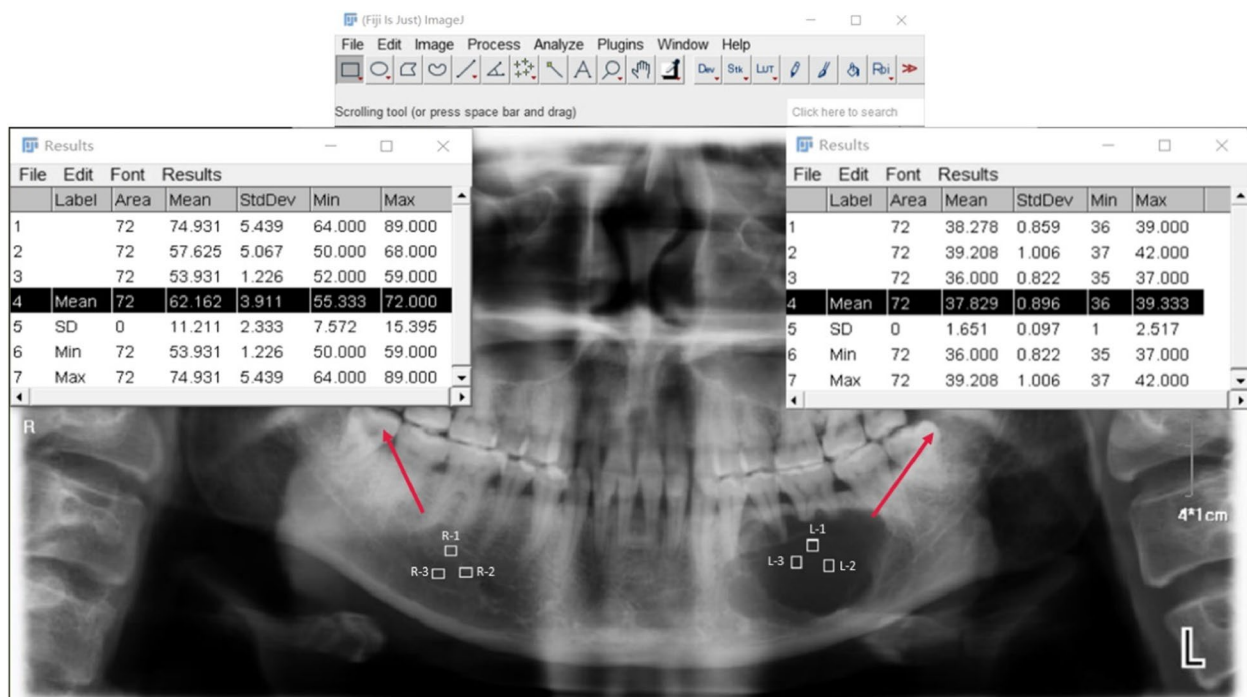 (Fiji Is Just) ImageJ
File Edit Image Process Analyze Plugins Window Help
Dev Stk LUT
Scrolling tool (or press space bar and drag) Click here to search
Results
File Edit Font Results
Label Area Mean StdDev Min Max
1 72 74.931 5.439 64.000 89.000
2 72 57.625 5.067 50.000 68.000
3 72 53.931 1.226 52.000 59.000
4 Mean 72 62.162 3.911 55.333 72.000
5 SD 0 11.211 2.333 7.572 15.395
6 Min 72 53.931 1.226 50.000 59.000
7 Max 72 74.931 5.439 64.000 89.000
Results
File Edit Font Results
Label Area Mean StdDev Min Max
1 72 38.278 0.859 36 39.000
2 72 39.208 1.006 37 42.000
3 72 36.000 0.822 35 37.000
4 Mean 72 37.829 0.896 36 39.333
5 SD 0 1.651 0.097 1 2.517
6 Min 72 36.000 0.822 35 37.000
7 Max 72 39.208 1.006 37 42.000
R
4*1cm
R-1
R-3 R-2
L-1
L-3 L-2
L